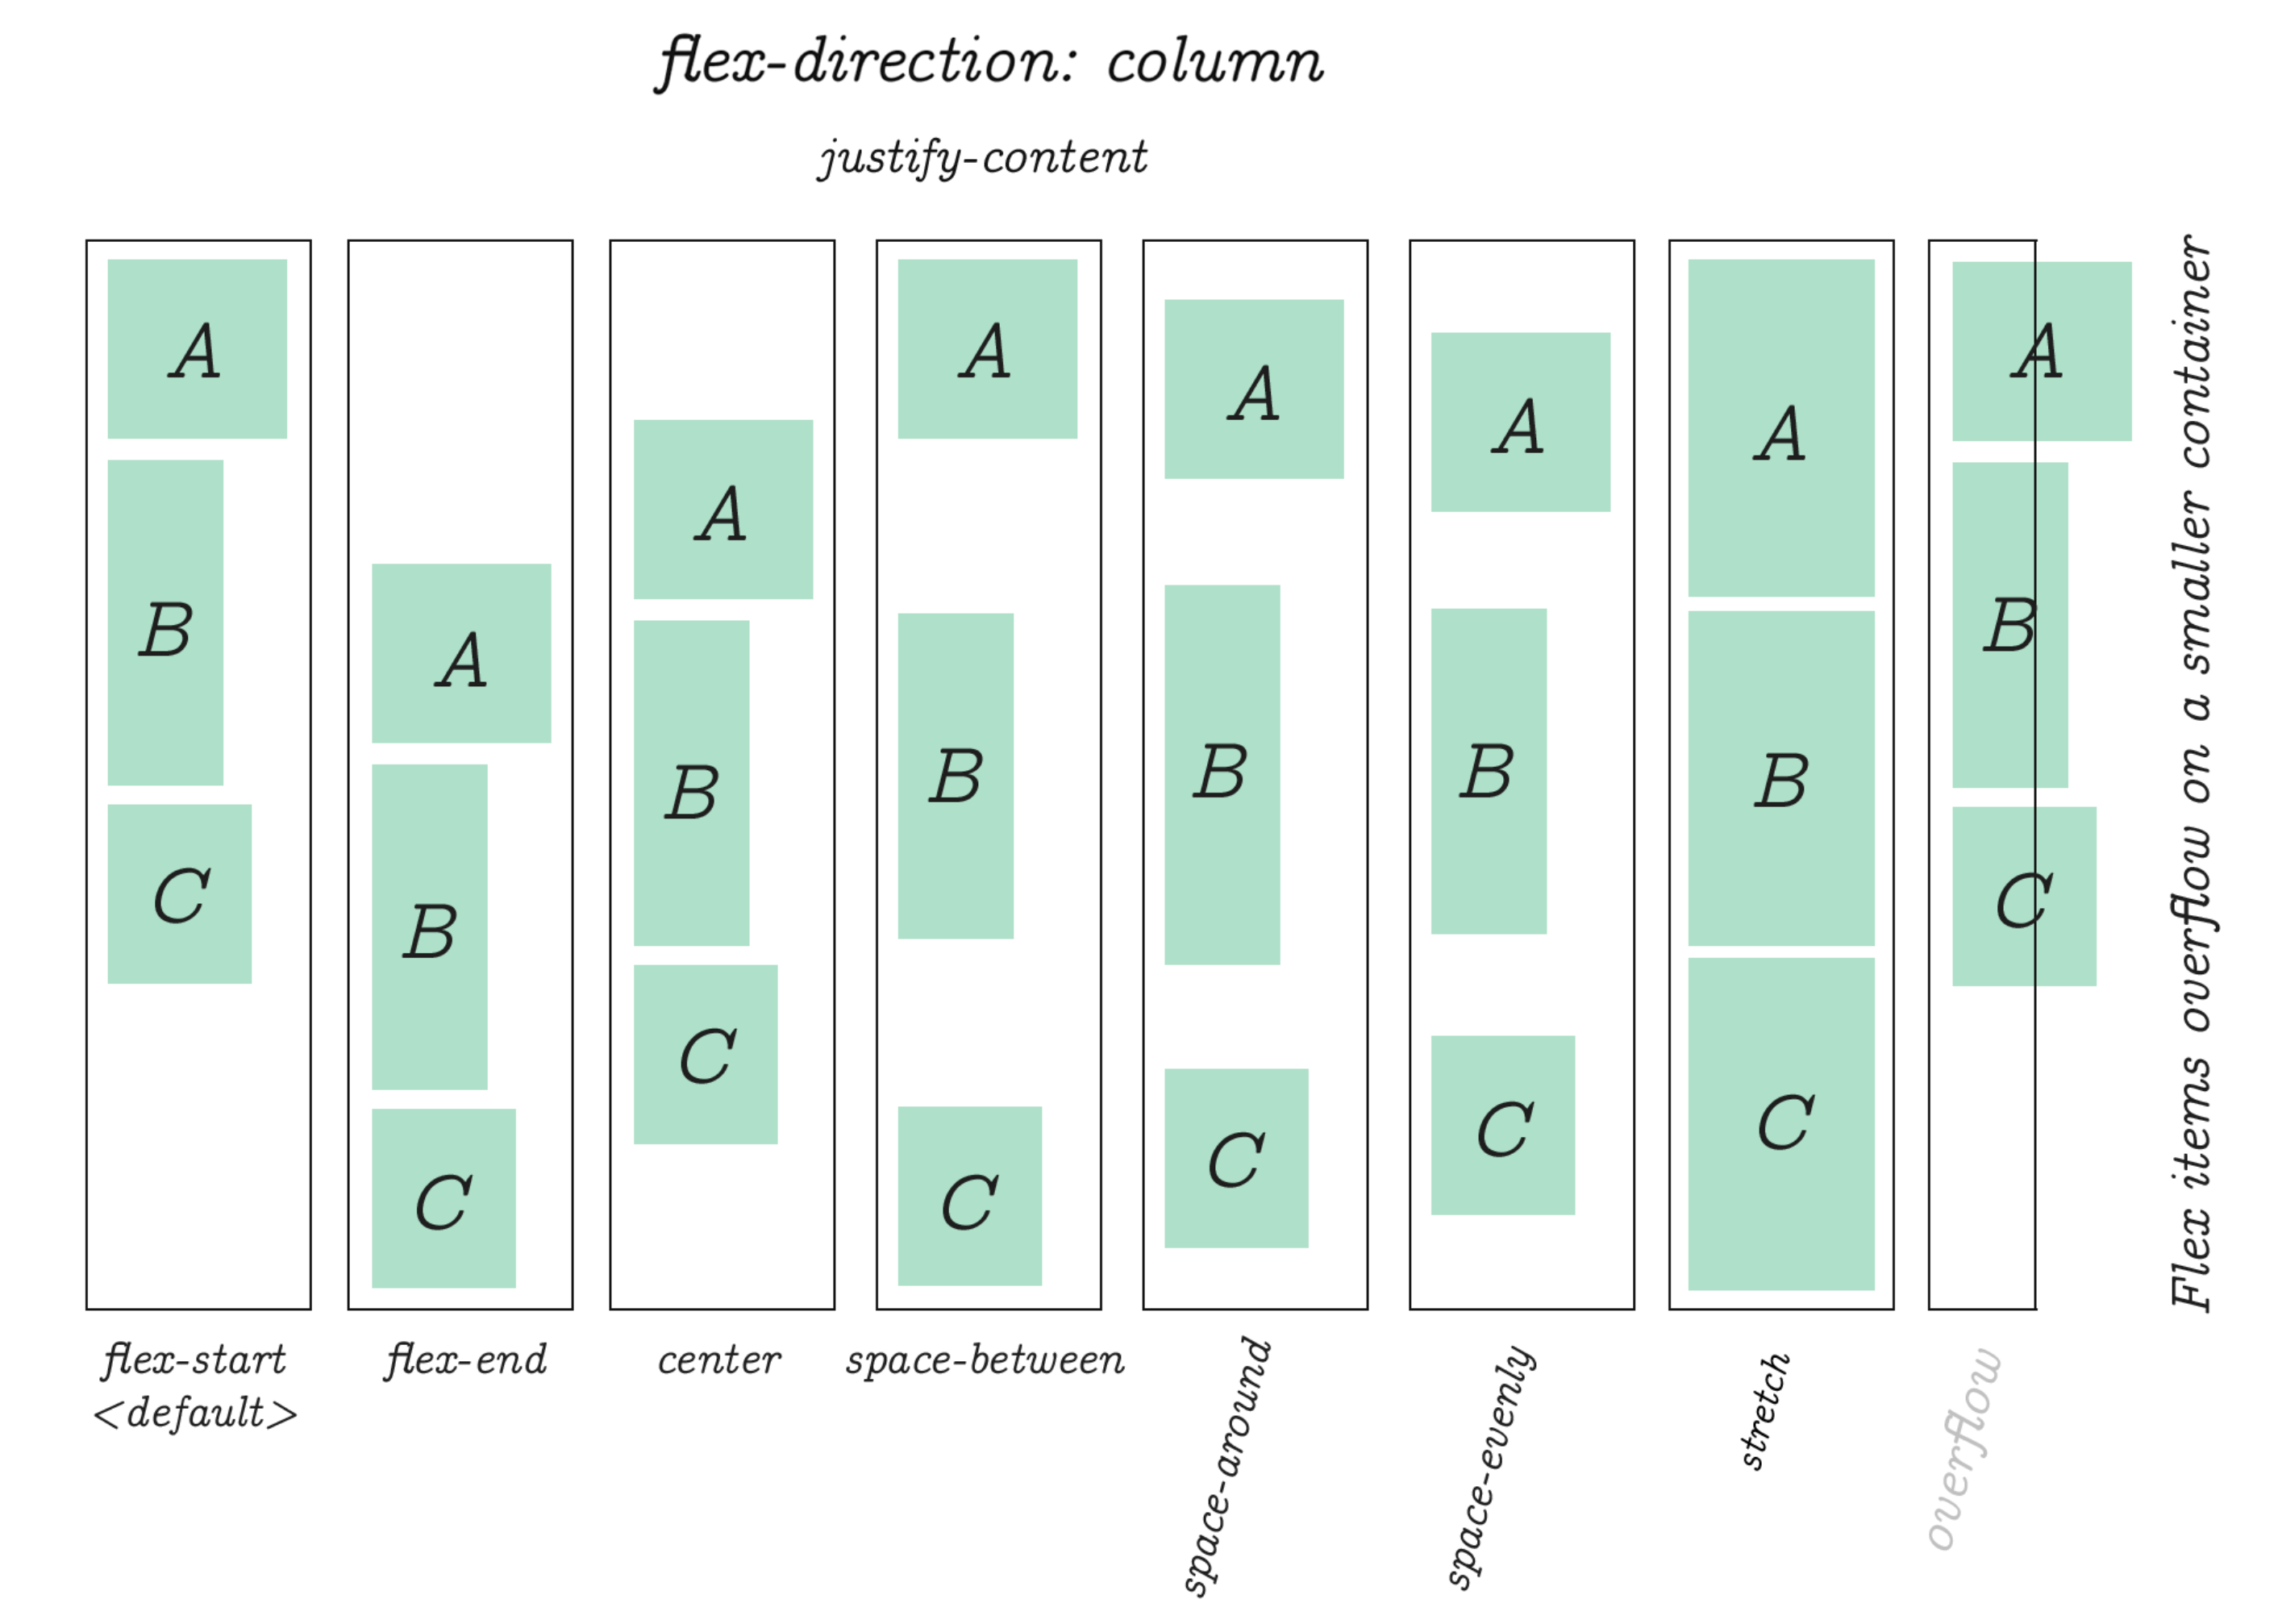 flex-direction: column
justify-content
A
B
C
A
B
C
A
B
C
A
B
C
A
B
C
A
B
C
A
B
C
A
B
C
flex-start
<default>
flex-end
center
space-between
space-around
space-evenly
stretch
overflow
Flex items overflow on a smaller container